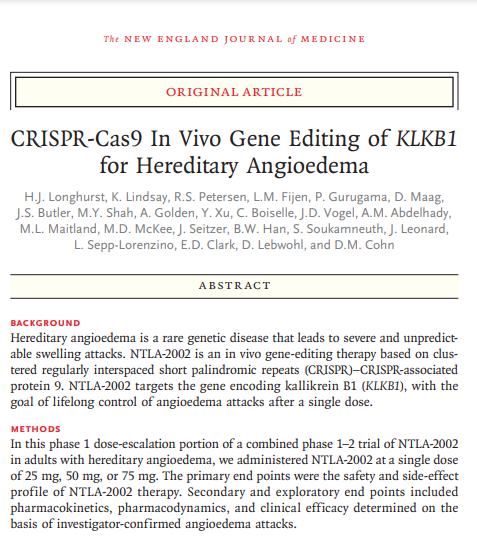 The NEW ENGLAND JOURNAL of MEDICINE
ORIGINAL ARTICLE
CRISPR-Cas9 In Vivo Gene Editing of KLKB1
for Hereditary Angioedema
H.J. Longhurst, K. Lindsay, R.S. Petersen, L.M. Fijen, P. Gurugama, D. Maag,
J.S. Butler, M.Y. Shah, A. Golden, Y. Xu, C. Boiselle, J.D. Vogel, A.M. Abdelhady,
M.L. Maitland, M.D. McKee, J. Seitzer, B.W. Han, S. Soukamneuth, J. Leonard,
L. Sepp-Lorenzino, E.D. Clark, D. Lebwohl, and D.M. Cohn
ABSTRACT
BACKGROUND
Hereditary angioedema is a rare genetic disease that leads to severe and unpredict-
able swelling attacks. NTLA-2002 is an in vivo gene-editing therapy based on clus-
tered regularly interspaced short palindromic repeats (CRISPR)–CRISPR-associated
protein 9. NTLA-2002 targets the gene encoding kallikrein B1 (KLKB1), with the
goal of lifelong control of angioedema attacks after a single dose.
METHODS
In this phase 1 dose-escalation portion of a combined phase 1–2 trial of NTLA-2002
in adults with hereditary angioedema, we administered NTLA-2002 at a single dose
of 25 mg, 50 mg, or 75 mg. The primary end points were the safety and side-effect
profile of NTLA-2002 therapy. Secondary and exploratory end points included
pharmacokinetics, pharmacodynamics, and clinical efficacy determined on the
basis of investigator-confirmed angioedema attacks.